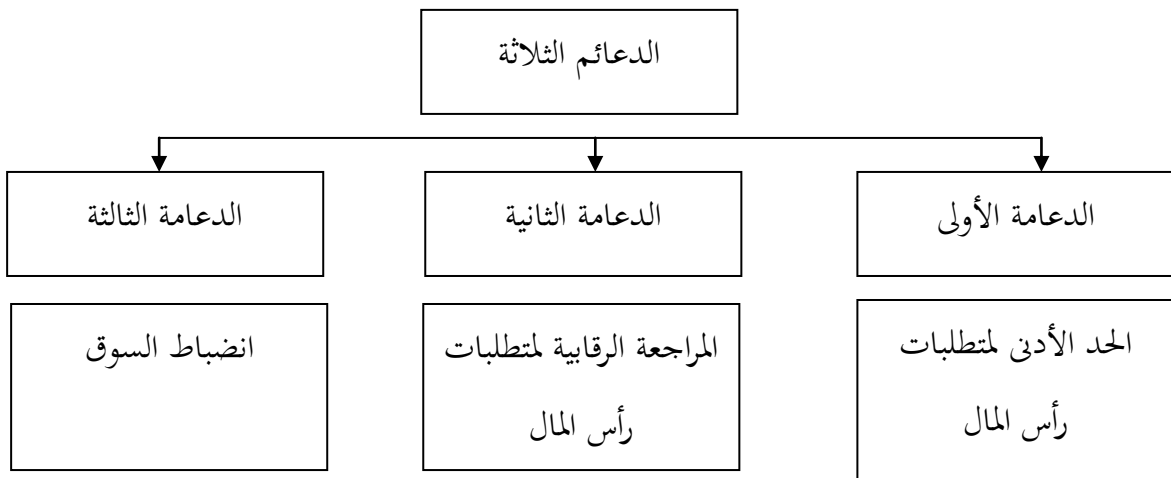 الدعائم الثلاثة
الدعامة الأولى
الدعامة الثانية
الدعامة الثالثة
الحد الأدنى لمتطلبات
رأس المال
المراجعة الرقابية لمتطلبات
رأس المال
انضباط السوق